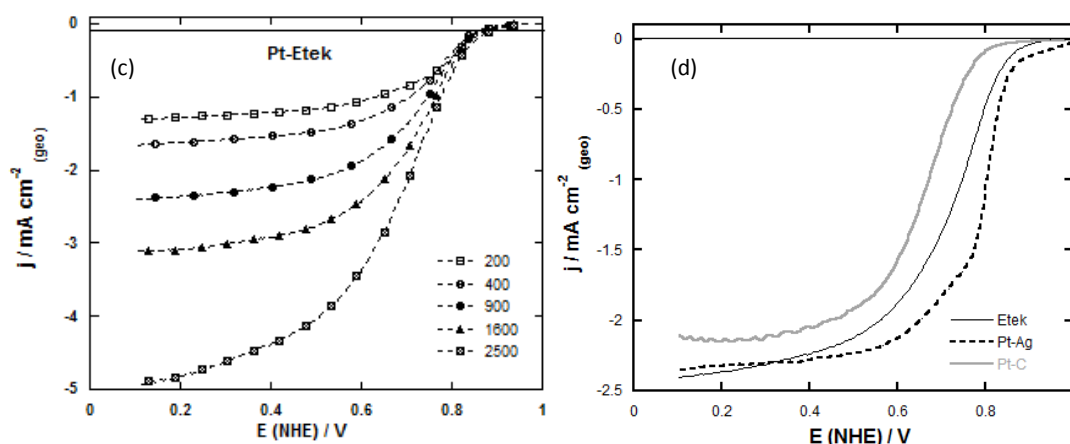 (c)
Pt-Etek
0
-1
-2
-3
-4
-5
j / mA cm⁻² (geo)
200
400
900
1600
2500
0
0.2
0.4
0.6
0.8
1
E (NHE) / V
(d)
0
-0.5
-1
-1.5
-2
-2.5
j / mA cm⁻² (geo)
Etek
Pt-Ag
Pt-C
0
0.2
0.4
0.6
0.8
E (NHE) / V